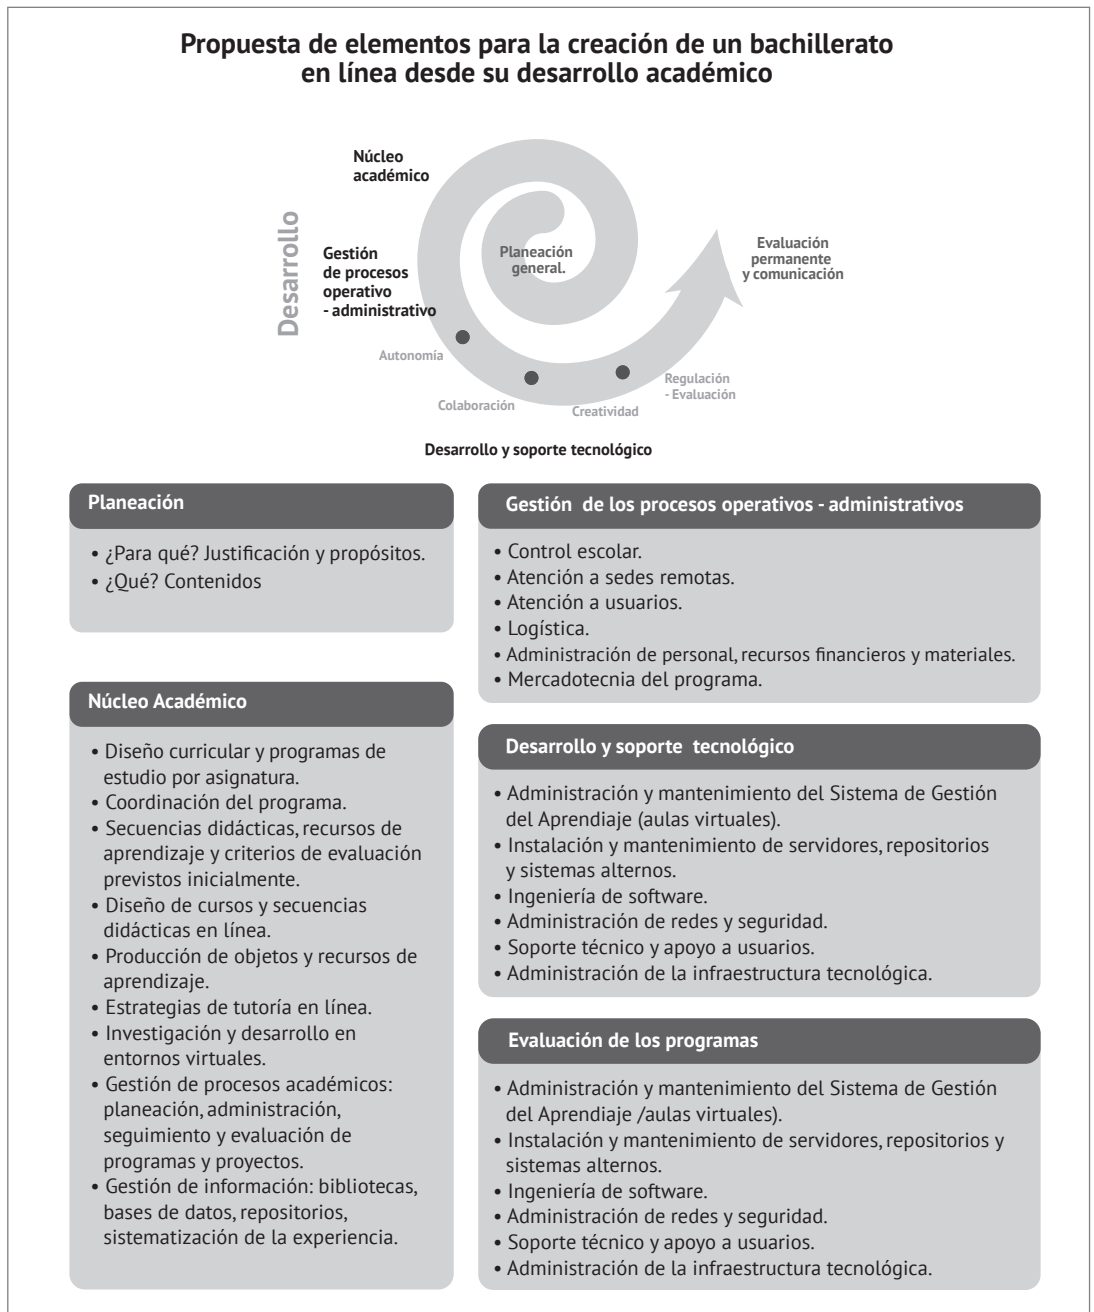 Propuesta de elementos para la creación de un bachillerato
en línea desde su desarrollo académico
Núcleo
académico
Desarrollo
Gestión
de procesos
operativo
- administrativo
Planeación
general.
Evaluación
permanente
y comunicación
Autonomía
Colaboración
Creatividad
Regulación
- Evaluación
Desarrollo y soporte tecnológico
Planeación
• ¿Para qué? Justificación y propósitos.
• ¿Qué? Contenidos
Núcleo Académico
• Diseño curricular y programas de
estudio por asignatura.
• Coordinación del programa.
• Secuencias didácticas, recursos de
aprendizaje y criterios de evaluación
previstos inicialmente.
• Diseño de cursos y secuencias
didácticas en línea.
• Producción de objetos y recursos de
aprendizaje.
• Estrategias de tutoría en línea.
• Investigación y desarrollo en
entornos virtuales.
• Gestión de procesos académicos:
planeación, administración,
seguimiento y evaluación de
programas y proyectos.
• Gestión de información: bibliotecas,
bases de datos, repositorios,
sistematización de la experiencia.
Gestión de los procesos operativos - administrativos
• Control escolar.
• Atención a sedes remotas.
• Atención a usuarios.
• Logística.
• Administración de personal, recursos financieros y materiales.
• Mercadotecnia del programa.
Desarrollo y soporte tecnológico
• Administración y mantenimiento del Sistema de Gestión
del Aprendiaje (aulas virtuales).
• Instalación y mantenimiento de servidores, repositorios
y sistemas alternos.
• Ingeniería de software.
• Administración de redes y seguridad.
• Soporte técnico y apoyo a usuarios.
• Administración de la infraestructura tecnológica.
Evaluación de los programas
• Administración y mantenimiento del Sistema de Gestión
del Aprendiaje /aulas virtuales).
• Instalación y mantenimiento de servidores, repositorios y
sistemas alternos.
• Ingeniería de software.
• Administración de redes y seguridad.
• Soporte técnico y apoyo a usuarios.
• Administración de la infraestructura tecnológica.